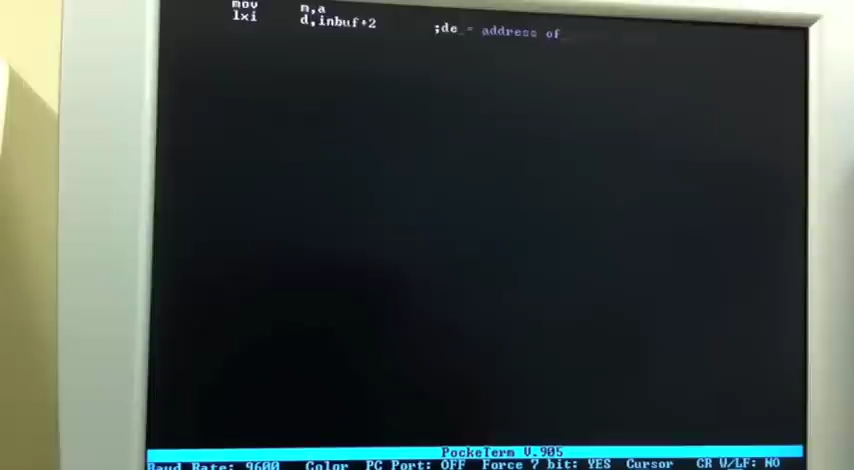 mov m,a
lxi d,inbuf+2 ;de = address of
PockeTerm V.905
Baud Rate: 9600 Color PC Port: OFF Force 7 bit: YES Cursor CR W/LF: NO